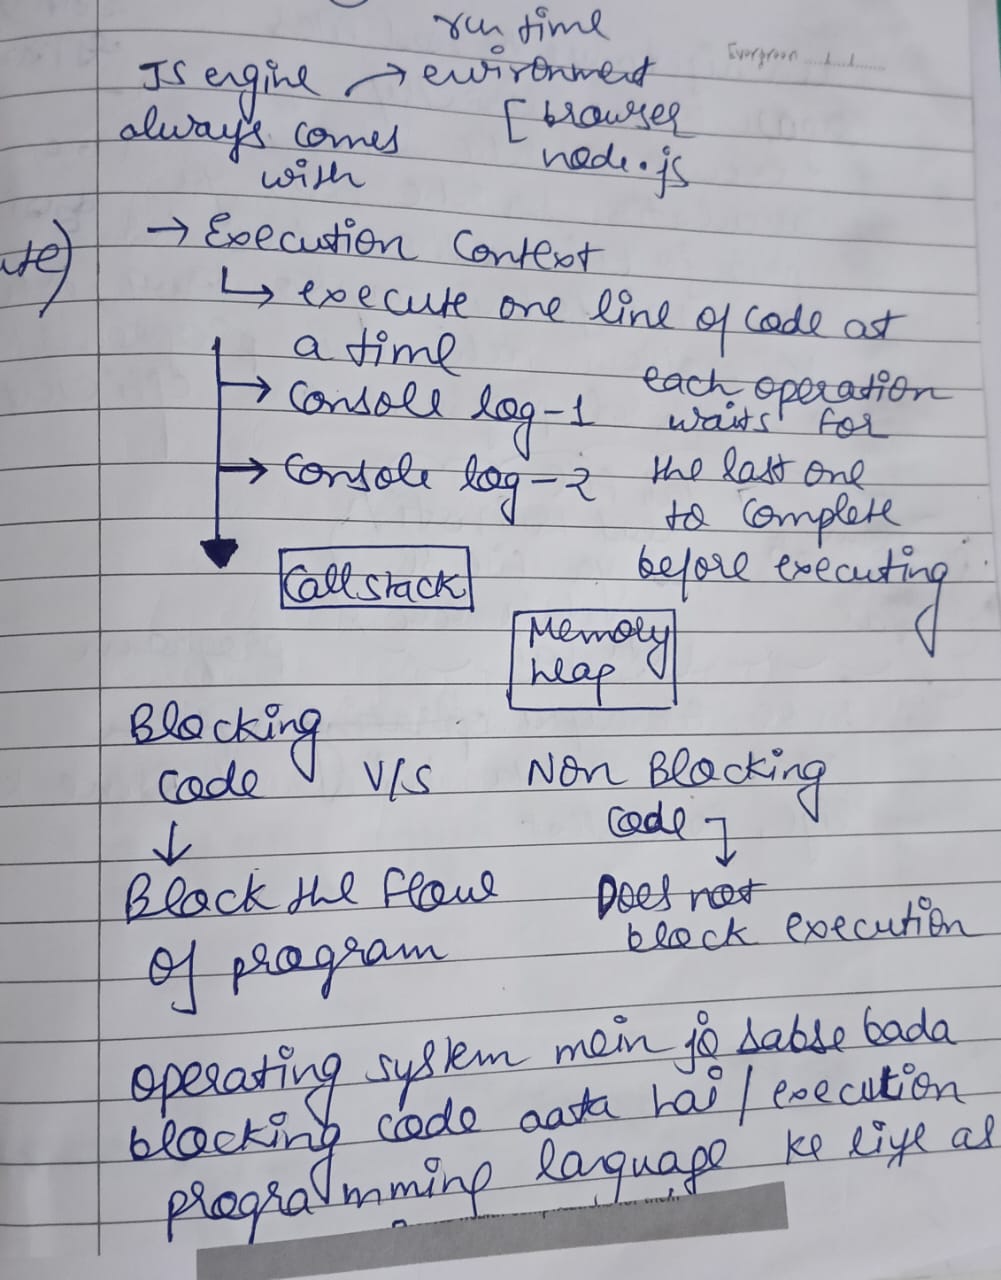 run time
Evergreen
JS engine → environment
always comes
with
[ browser
node.js
ute)
→ Execution Context
↳ execute one line of code at
a time
→ Console log-1
→ Console log-2
each operation
waits for
the last one
to complete
before executing
Call stack
Memory
heap
Blocking
code V/S Non Blocking
code
↓
Block the flow
of program
Does not
block execution
operating system mein jo sabse bada
blocking code aata hai / execution
programming laguage ke liye